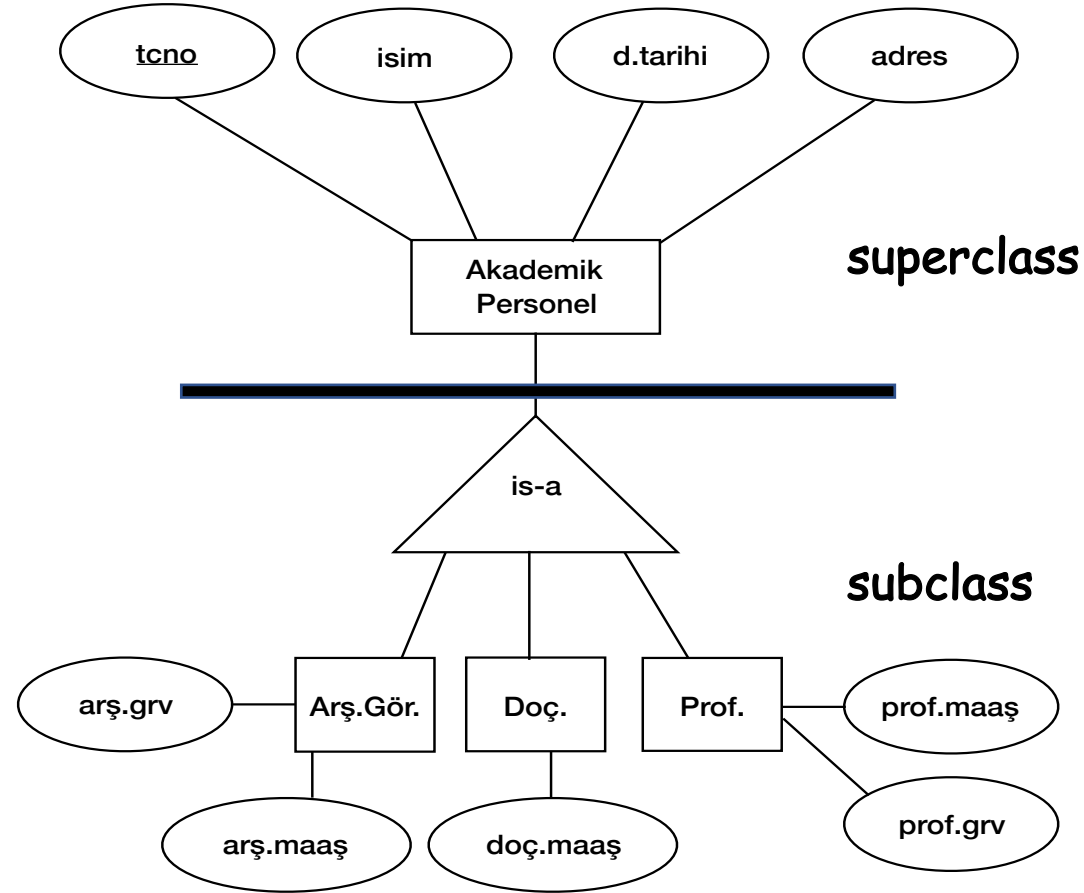 tcno
isim
d.tarihi
adres
Akademik
Personel
superclass
is-a
subclass
arş.grv
Arş.Gör.
Doç.
Prof.
prof.maaş
arş.maaş
doç.maaş
prof.grv